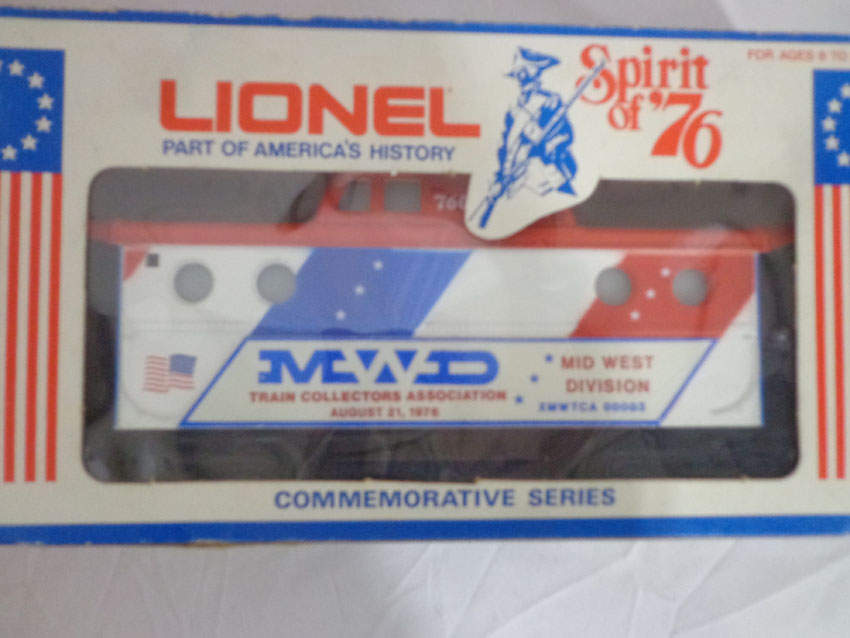 LIONEL
PART OF AMERICA'S HISTORY
Spirit
of '76
FOR AGES 8 TO
MWD
TRAIN COLLECTORS ASSOCIATION
AUGUST 21, 1976
MID WEST
DIVISION
COMMEMORATIVE SERIES